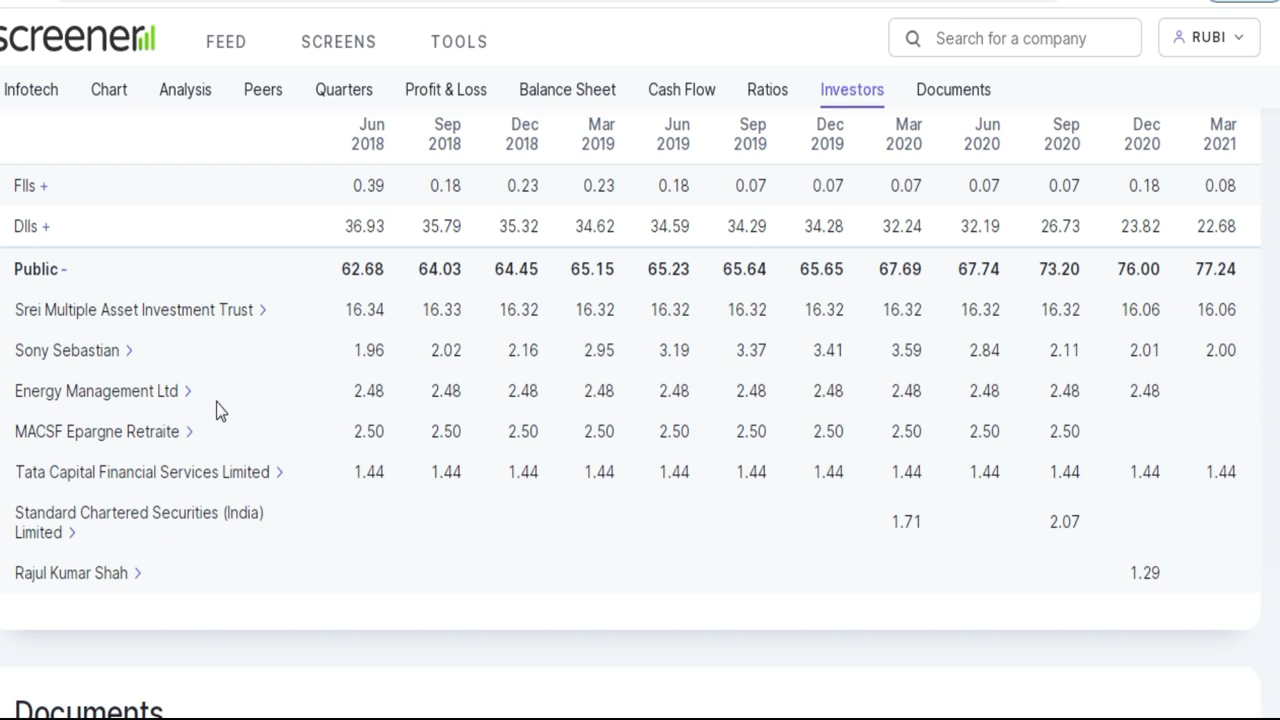 screener FEED SCREENS TOOLS Search for a company RUBI
Infotech Chart Analysis Peers Quarters Profit & Loss Balance Sheet Cash Flow Ratios Investors Documents
Jun 2018 Sep 2018 Dec 2018 Mar 2019 Jun 2019 Sep 2019 Dec 2019 Mar 2020 Jun 2020 Sep 2020 Dec 2020 Mar 2021
FIIs + 0.39 0.18 0.23 0.23 0.18 0.07 0.07 0.07 0.07 0.07 0.18 0.08
DIIs + 36.93 35.79 35.32 34.62 34.59 34.29 34.28 32.24 32.19 26.73 23.82 22.68
Public - 62.68 64.03 64.45 65.15 65.23 65.64 65.65 67.69 67.74 73.20 76.00 77.24
Srei Multiple Asset Investment Trust > 16.34 16.33 16.32 16.32 16.32 16.32 16.32 16.32 16.32 16.32 16.06 16.06
Sony Sebastian > 1.96 2.02 2.16 2.95 3.19 3.37 3.41 3.59 2.84 2.11 2.01 2.00
Energy Management Ltd > 2.48 2.48 2.48 2.48 2.48 2.48 2.48 2.48 2.48 2.48 2.48
MACSF Epargne Retraite > 2.50 2.50 2.50 2.50 2.50 2.50 2.50 2.50 2.50 2.50
Tata Capital Financial Services Limited > 1.44 1.44 1.44 1.44 1.44 1.44 1.44 1.44 1.44 1.44 1.44 1.44
Standard Chartered Securities (India)
Limited > 1.71 2.07
Rajul Kumar Shah > 1.29
Documents